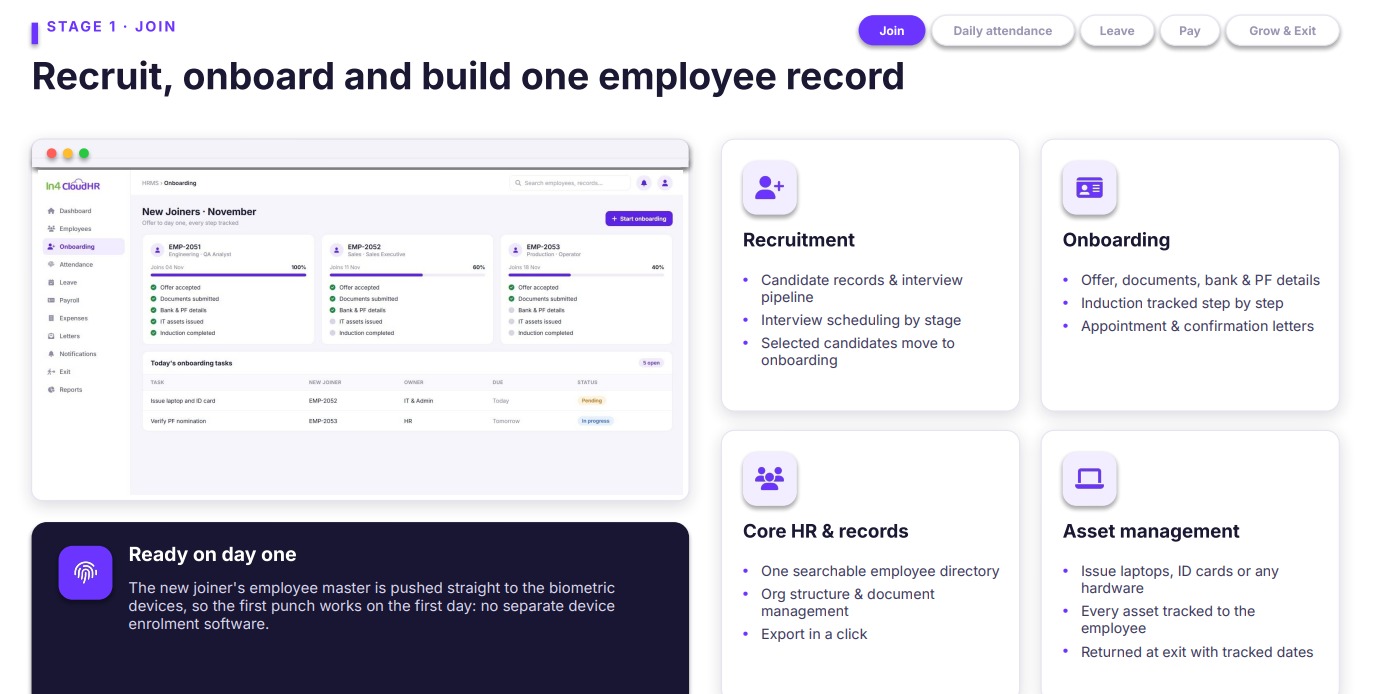 STAGE 1 · JOIN
Join
Daily attendance
Leave
Pay
Grow & Exit
Recruit, onboard and build one employee record
In4 CloudHR
Dashboard
Employees
Onboarding
Attendance
Leave
Payroll
Expenses
Letters
Notifications
Exit
Reports
HRMS › Onboarding
Search employees, records...
New Joiners · November
Offer to day one, every step tracked
+ Start onboarding
EMP-2051
Engineering · QA Analyst
Joins 04 Nov 100%
Offer accepted
Documents submitted
Bank & PF details
IT assets issued
Induction completed
EMP-2052
Sales · Sales Executive
Joins 11 Nov 60%
Offer accepted
Documents submitted
Bank & PF details
IT assets issued
Induction completed
EMP-2053
Production · Operator
Joins 18 Nov 40%
Offer accepted
Documents submitted
Bank & PF details
IT assets issued
Induction completed
Today's onboarding tasks
5 open
TASK NEW JOINER OWNER DUE STATUS
Issue laptop and ID card EMP-2052 IT & Admin Today Pending
Verify PF nomination EMP-2053 HR Tomorrow In progress
Ready on day one
The new joiner's employee master is pushed straight to the biometric
devices, so the first punch works on the first day: no separate device
enrolment software.
Recruitment
• Candidate records & interview
pipeline
• Interview scheduling by stage
• Selected candidates move to
onboarding
Onboarding
• Offer, documents, bank & PF details
• Induction tracked step by step
• Appointment & confirmation letters
Core HR & records
• One searchable employee directory
• Org structure & document
management
• Export in a click
Asset management
• Issue laptops, ID cards or any
hardware
• Every asset tracked to the
employee
• Returned at exit with tracked dates